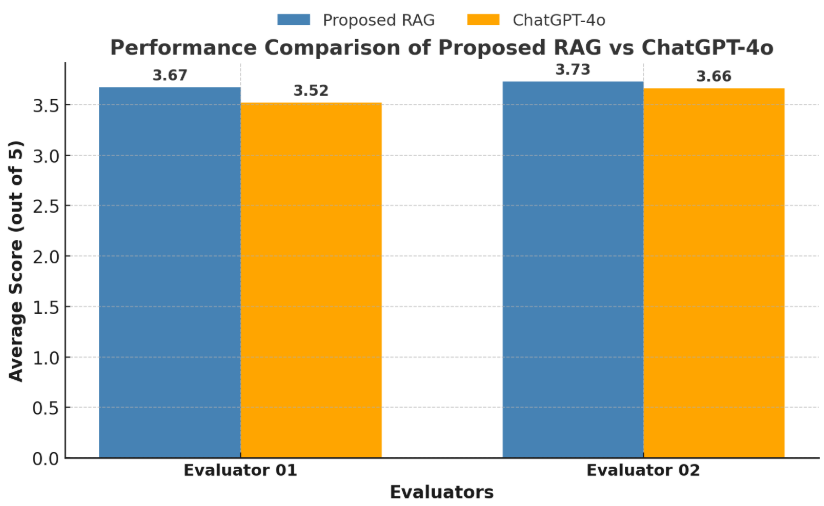 Proposed RAG ChatGPT-4o
Performance Comparison of Proposed RAG vs ChatGPT-4o
3.67 3.52 3.73 3.66
Average Score (out of 5)
3.5
3.0
2.5
2.0
1.5
1.0
0.5
0.0
Evaluator 01 Evaluator 02
Evaluators